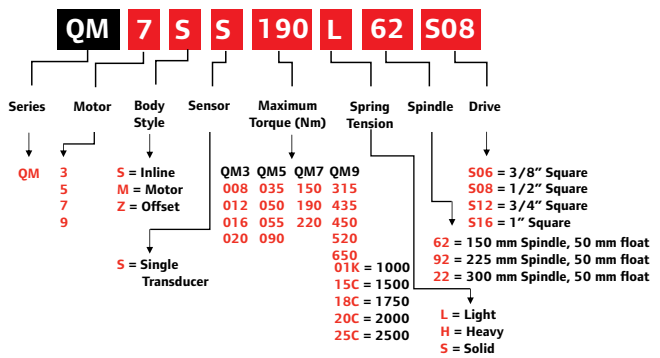 QM 7 S S 190 L 62 S08
Series Motor Body Style Sensor Maximum Torque (Nm) Spring Tension Spindle Drive
QM
3
5
7
9
S = Inline
M = Motor
Z = Offset
S = Single Transducer
QM3 QM5 QM7 QM9
008 035 150 315
012 050 190 435
016 055 220 450
020 090 520
650
01K = 1000
15C = 1500
18C = 1750
20C = 2000
25C = 2500
S06 = 3/8” Square
S08 = 1/2” Square
S12 = 3/4” Square
S16 = 1” Square
62 = 150 mm Spindle, 50 mm float
92 = 225 mm Spindle, 50 mm float
22 = 300 mm Spindle, 50 mm float
L = Light
H = Heavy
S = Solid